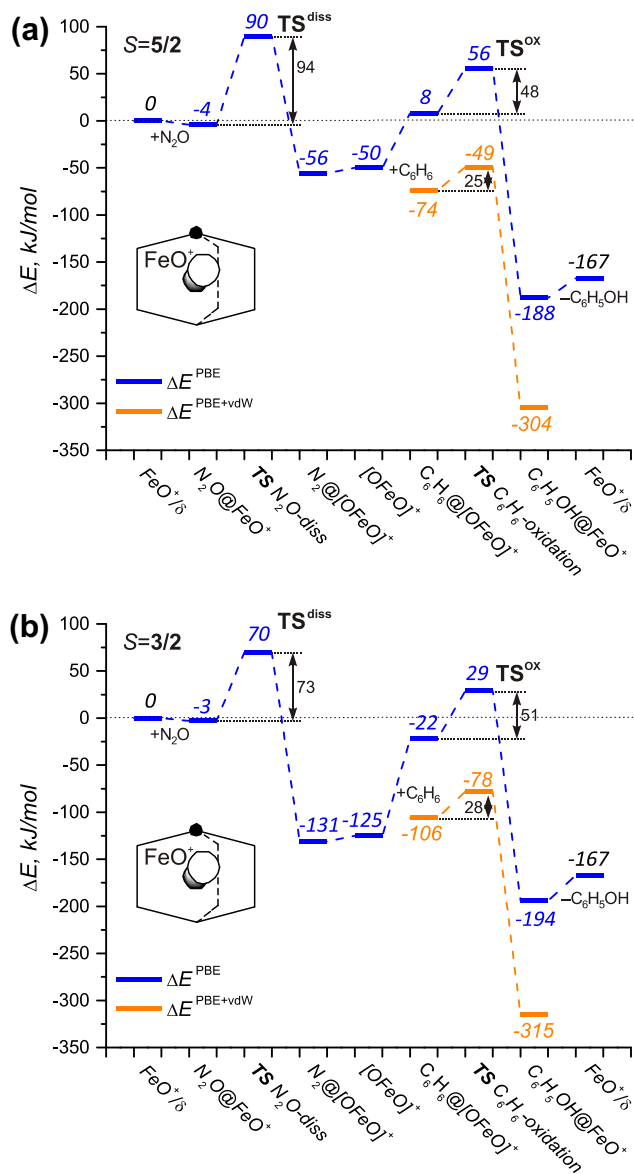 (a)
S=5/2
TS^diss
TS^ox
90
94
0
-4
+N₂O
-56
-50
8
56
48
+C₆H₆
-49
25
-74
-167
−C₆H₅OH
-188
-304
FeO⁺
ΔE^PBE
ΔE^PBE+vdW
ΔE, kJ/mol
100
50
0
-50
-100
-150
-200
-250
-300
-350
FeO⁺/δ
N₂O@FeO⁺
TS N₂O-diss
N₂@[OFeO]⁺
[OFeO]⁺
C₆H₆@[OFeO]⁺
TS C₆H₆-oxidation
C₆H₅OH@FeO⁺
FeO⁺/δ
(b)
S=3/2
TS^diss
TS^ox
70
73
0
-3
+N₂O
-131
-125
-22
29
51
+C₆H₆
-78
28
-106
-167
−C₆H₅OH
-194
-315
FeO⁺
ΔE^PBE
ΔE^PBE+vdW
ΔE, kJ/mol
100
50
0
-50
-100
-150
-200
-250
-300
-350
FeO⁺/δ
N₂O@FeO⁺
TS N₂O-diss
N₂@[OFeO]⁺
[OFeO]⁺
C₆H₆@[OFeO]⁺
TS C₆H₆-oxidation
C₆H₅OH@FeO⁺
FeO⁺/δ